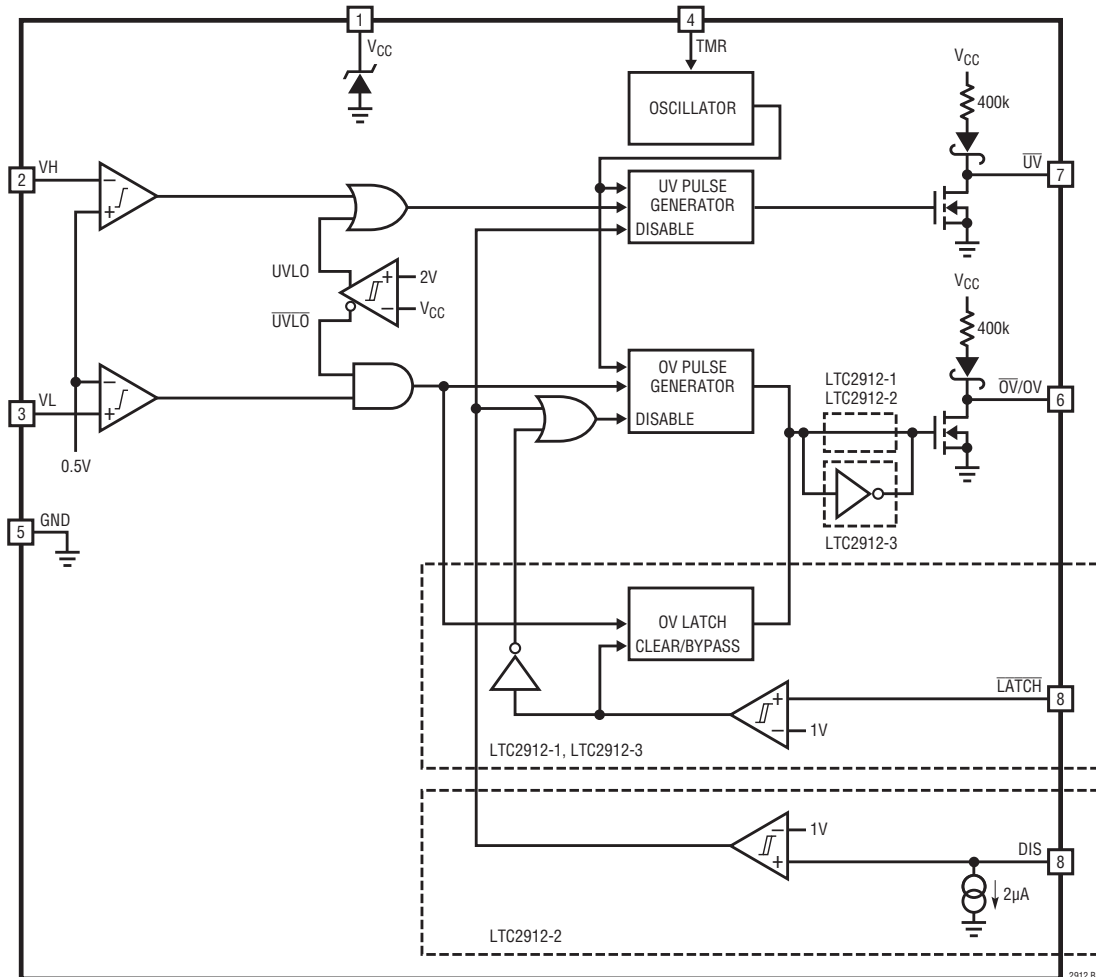 1
4
VCC
TMR
VCC
OSCILLATOR
400k
2
VH
UV
7
UV PULSE
GENERATOR
DISABLE
UVLO
2V
VCC
UVLO
VCC
400k
OV PULSE
GENERATOR
DISABLE
LTC2912-1
LTC2912-2
OV/OV
6
3
VL
0.5V
LTC2912-3
5
GND
OV LATCH
CLEAR/BYPASS
LATCH
8
1V
LTC2912-1, LTC2912-3
1V
DIS
8
2µA
LTC2912-2